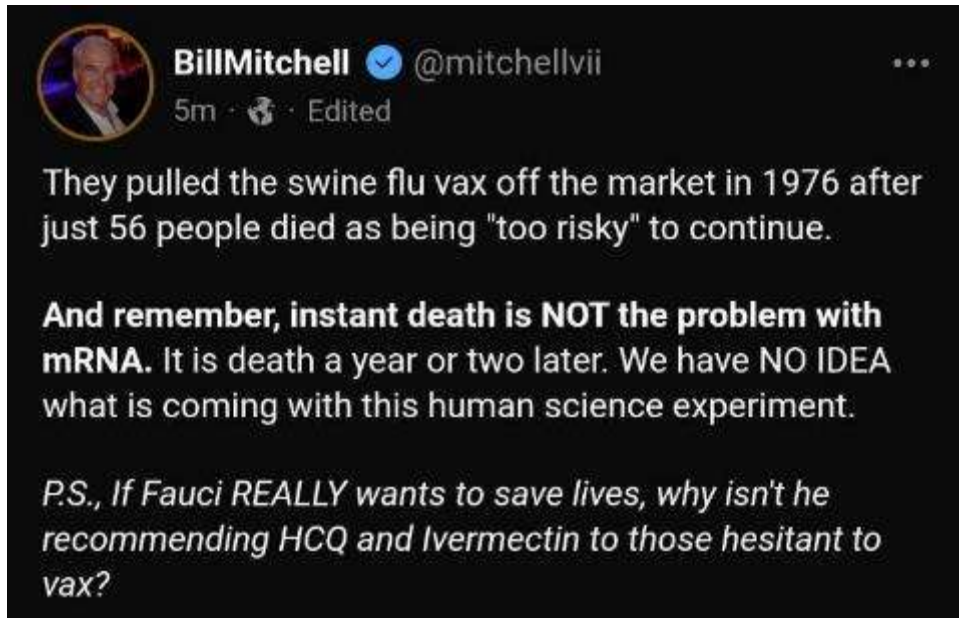 BillMitchell @mitchellvii
5m · Edited
They pulled the swine flu vax off the market in 1976 after
just 56 people died as being "too risky" to continue.
And remember, instant death is NOT the problem with
mRNA. It is death a year or two later. We have NO IDEA
what is coming with this human science experiment.
P.S., If Fauci REALLY wants to save lives, why isn't he
recommending HCQ and Ivermectin to those hesitant to
vax?